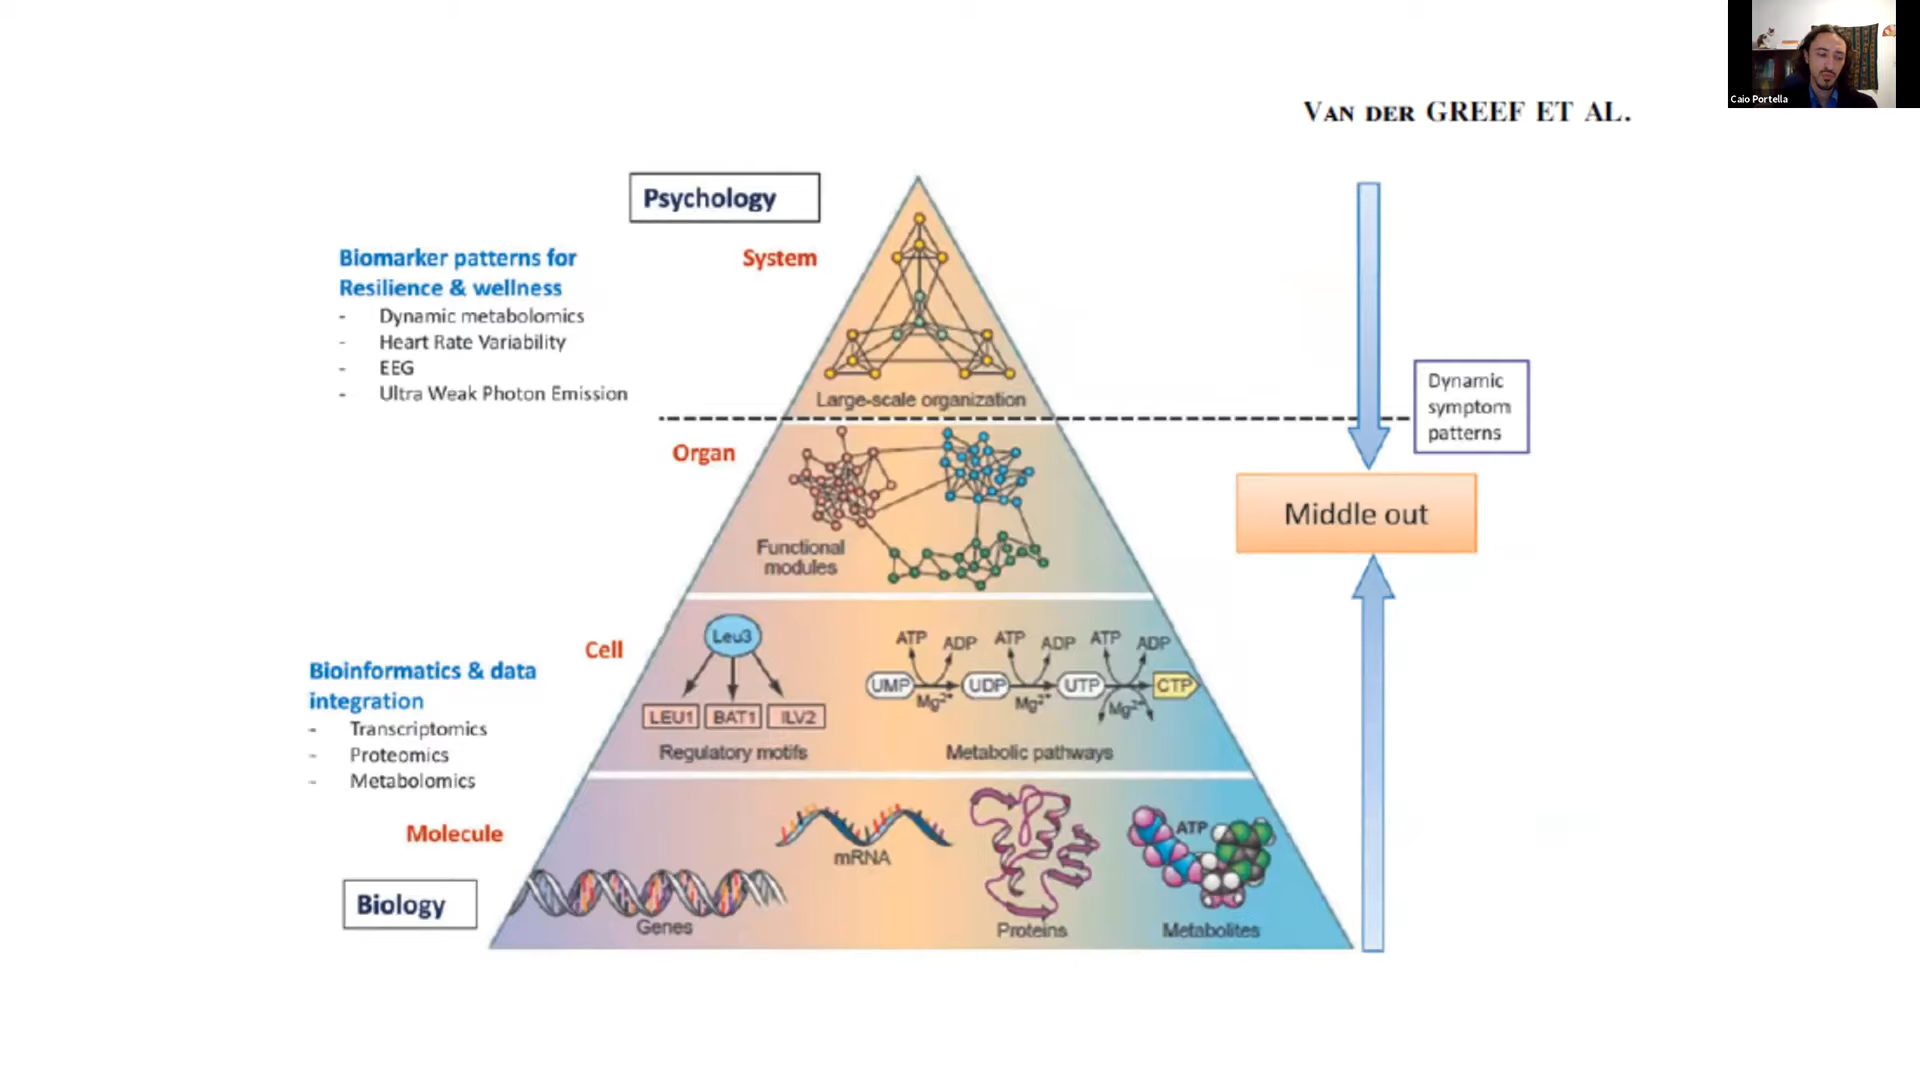 Caio Portella
VAN DER GREEF ET AL.
Psychology
System
Biomarker patterns for
Resilience & wellness
- Dynamic metabolomics
- Heart Rate Variability
- EEG
- Ultra Weak Photon Emission
Large-scale organization
Dynamic
symptom
patterns
Organ
Functional
modules
Middle out
Cell
Leu3
LEU1 BAT1 ILV2
Regulatory motifs
ATP ADP ATP ADP ATP ADP
UMP UDP UTP CTP
Mg2+ Mg2+ Mg2+
Metabolic pathways
Bioinformatics & data
integration
- Transcriptomics
- Proteomics
- Metabolomics
Molecule
Biology
Genes
mRNA
Proteins
ATP
Metabolites